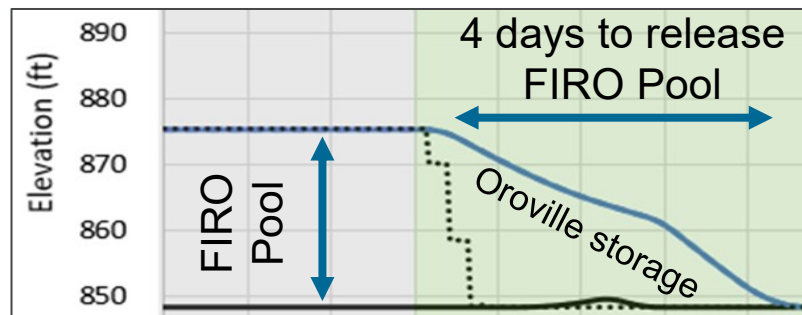 Elevation (ft)
890
880
870
860
850
FIRO
Pool
4 days to release
FIRO Pool
Oroville storage